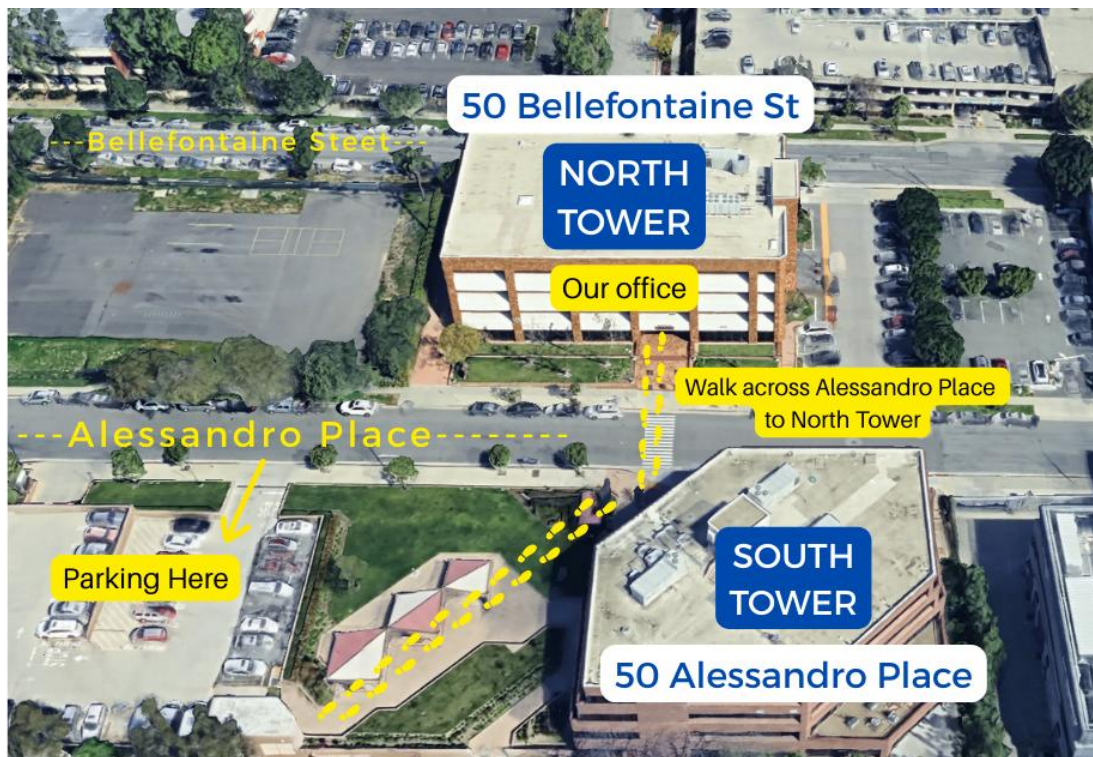 50 Bellefontaine St
---Bellefontaine Steet---
NORTH
TOWER
Our office
Walk across Alessandro Place
to North Tower
---Alessandro Place--------
Parking Here
SOUTH
TOWER
50 Alessandro Place